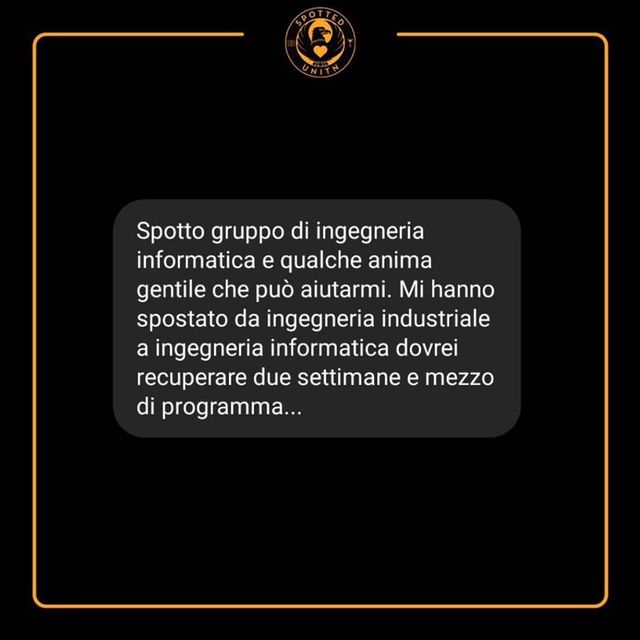 SPOTTED
UNITN
Spotto gruppo di ingegneria
informatica e qualche anima
gentile che può aiutarmi. Mi hanno
spostato da ingegneria industriale
a ingegneria informatica dovrei
recuperare due settimane e mezzo
di programma...